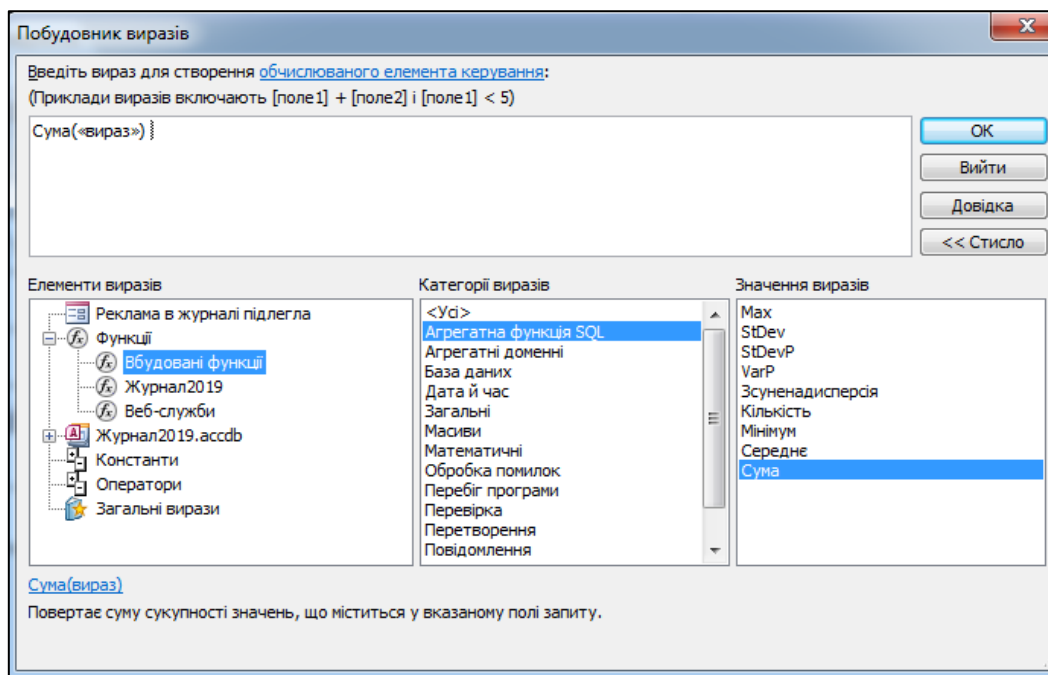 Побудовник виразів
Введіть вираз для створення обчислюваного елемента керування:
(Приклади виразів включають [поле1] + [поле2] і [поле1] < 5)
Сума(«вираз»)
ОК
Вийти
Довідка
<< Стисло
Елементи виразів
Реклама в журналі підлегла
Функції
Вбудовані функції
Журнал2019
Веб-служби
Журнал2019.accdb
Константи
Оператори
Загальні вирази
Категорії виразів
<Усі>
Агрегатна функція SQL
Агрегатні доменні
База даних
Дата й час
Загальні
Масиви
Математичні
Обробка помилок
Перебіг програми
Перевірка
Перетворення
Повідомлення
Значення виразів
Max
StDev
StDevP
VarP
Зсуненадисперсія
Кількість
Мінімум
Середнє
Сума
Сума(вираз)
Повертає суму сукупності значень, що міститься у вказаному полі запиту.